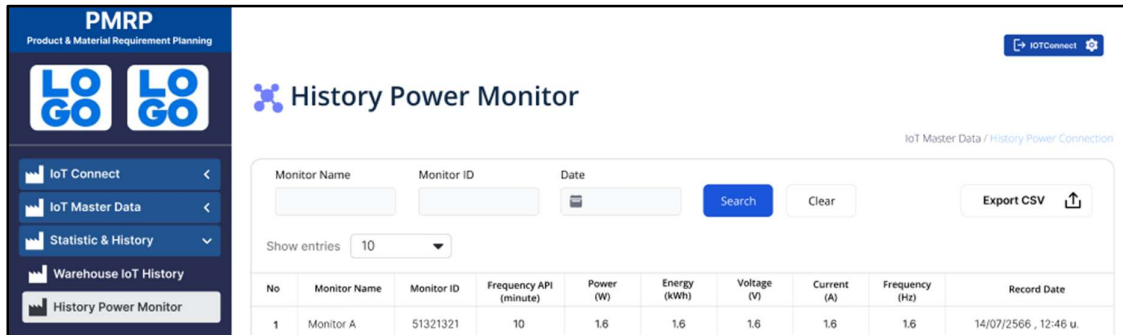 PMRP
Product & Material Requirement Planning
LOGO LOGO
IOTConnect
History Power Monitor
IoT Master Data / History Power Connection
IoT Connect
IoT Master Data
Statistic & History
Warehouse IoT History
History Power Monitor
Monitor Name Monitor ID Date
Search Clear Export CSV
Show entries 10
No Monitor Name Monitor ID Frequency API (minute) Power (W) Energy (kWh) Voltage (V) Current (A) Frequency (Hz) Record Date
1 Monitor A 51321321 10 1.6 1.6 1.6 1.6 1.6 14/07/2566 , 12:46 น.